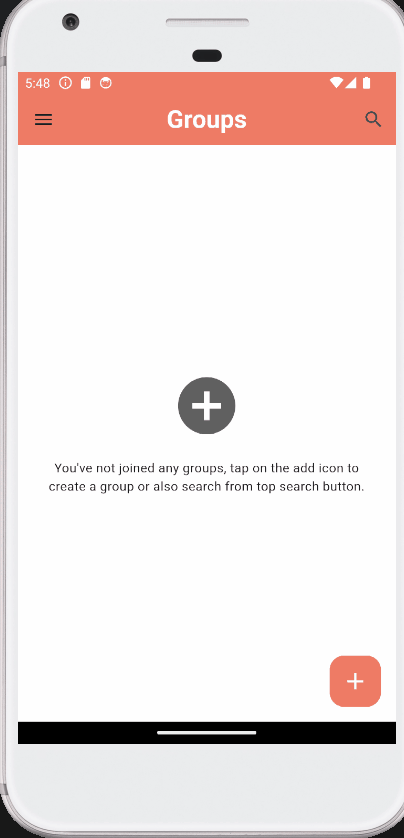 5:48
Groups
You've not joined any groups, tap on the add icon to
create a group or also search from top search button.